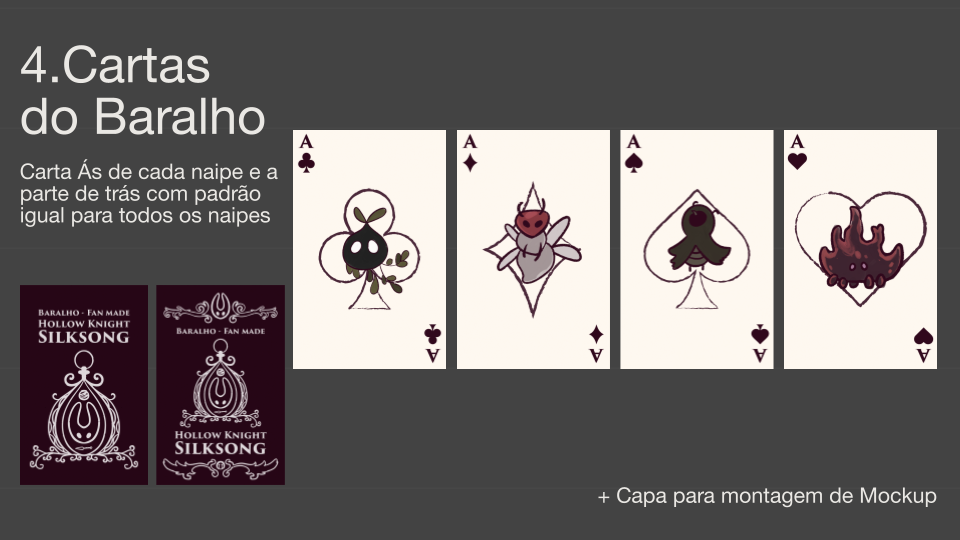 4.Cartas
do Baralho
Carta Ás de cada naipe e a
parte de trás com padrão
igual para todos os naipes
Baralho - Fan made
Hollow Knight
Silksong
Baralho - Fan made
Hollow Knight
Silksong
A
A
A
A
A
A
A
A
+ Capa para montagem de Mockup